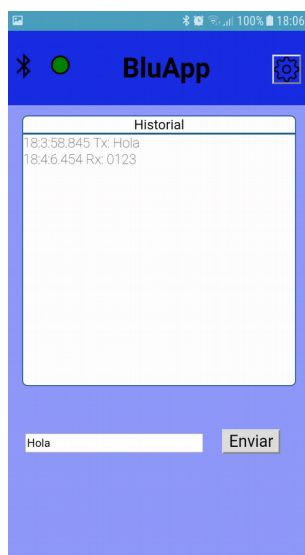 100% 18:06
BluApp
Historial
18:3:58.845 Tx: Hola
18:4:6.454 Rx: 0123
Hola
Enviar